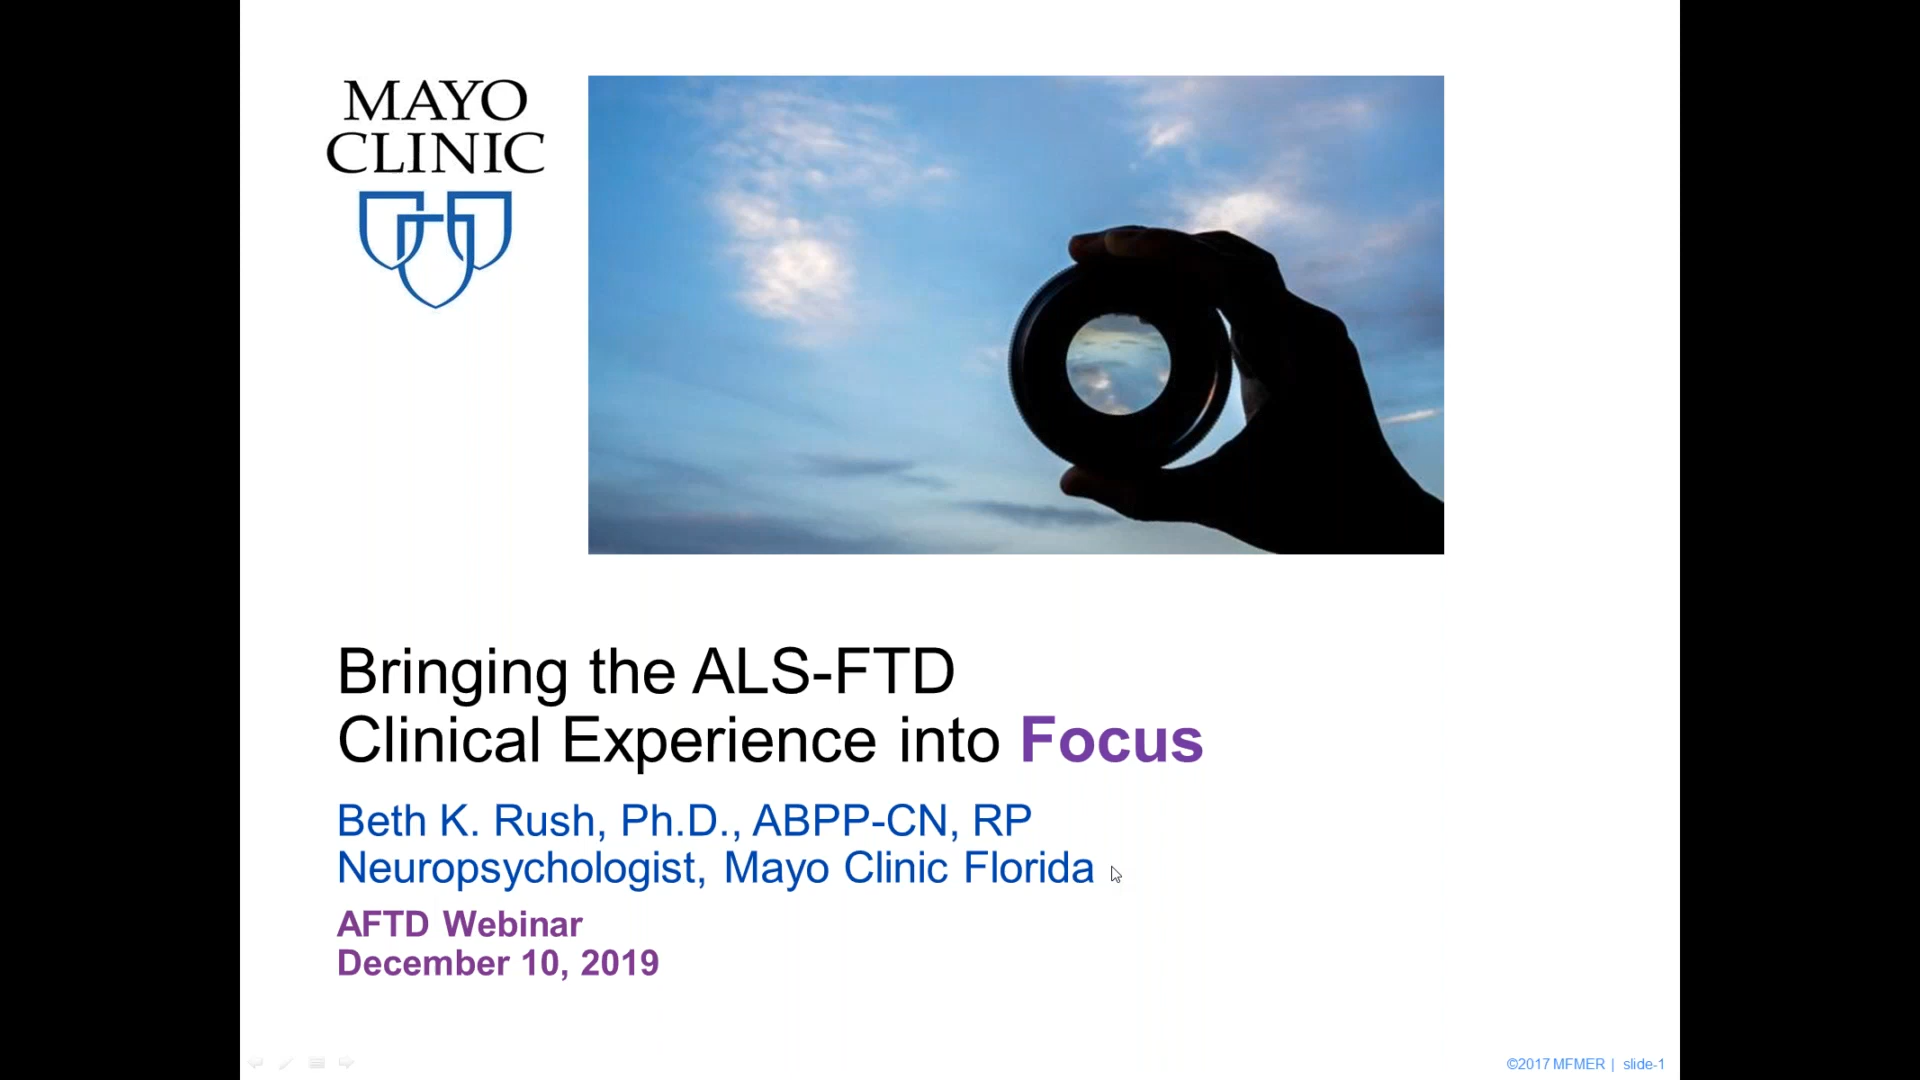 MAYO
CLINIC
Bringing the ALS-FTD
Clinical Experience into Focus
Beth K. Rush, Ph.D., ABPP-CN, RP
Neuropsychologist, Mayo Clinic Florida
AFTD Webinar
December 10, 2019
©2017 MFMER | slide-1